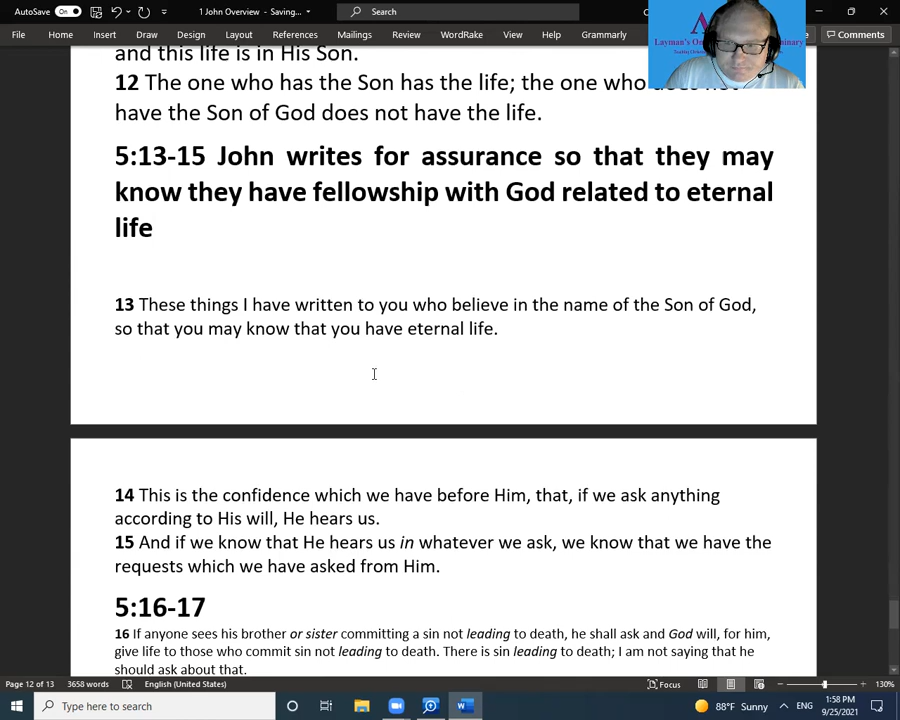 AutoSave On 1 John Overview - Saving... Search
File Home Insert Draw Design Layout References Mailings Review WordRake View Help Grammarly Comments
Layman's
and this life is in His Son.
12 The one who has the Son has the life; the one who does not
have the Son of God does not have the life.
5:13-15 John writes for assurance so that they may
know they have fellowship with God related to eternal
life
13 These things I have written to you who believe in the name of the Son of God,
so that you may know that you have eternal life.
14 This is the confidence which we have before Him, that, if we ask anything
according to His will, He hears us.
15 And if we know that He hears us in whatever we ask, we know that we have the
requests which we have asked from Him.
5:16-17
16 If anyone sees his brother or sister committing a sin not leading to death, he shall ask and God will, for him,
give life to those who commit sin not leading to death. There is sin leading to death; I am not saying that he
should ask about that.
Page 12 of 13 3658 words English (United States) Focus 130%
Type here to search 88°F Sunny ENG 1:58 PM
9/25/2021